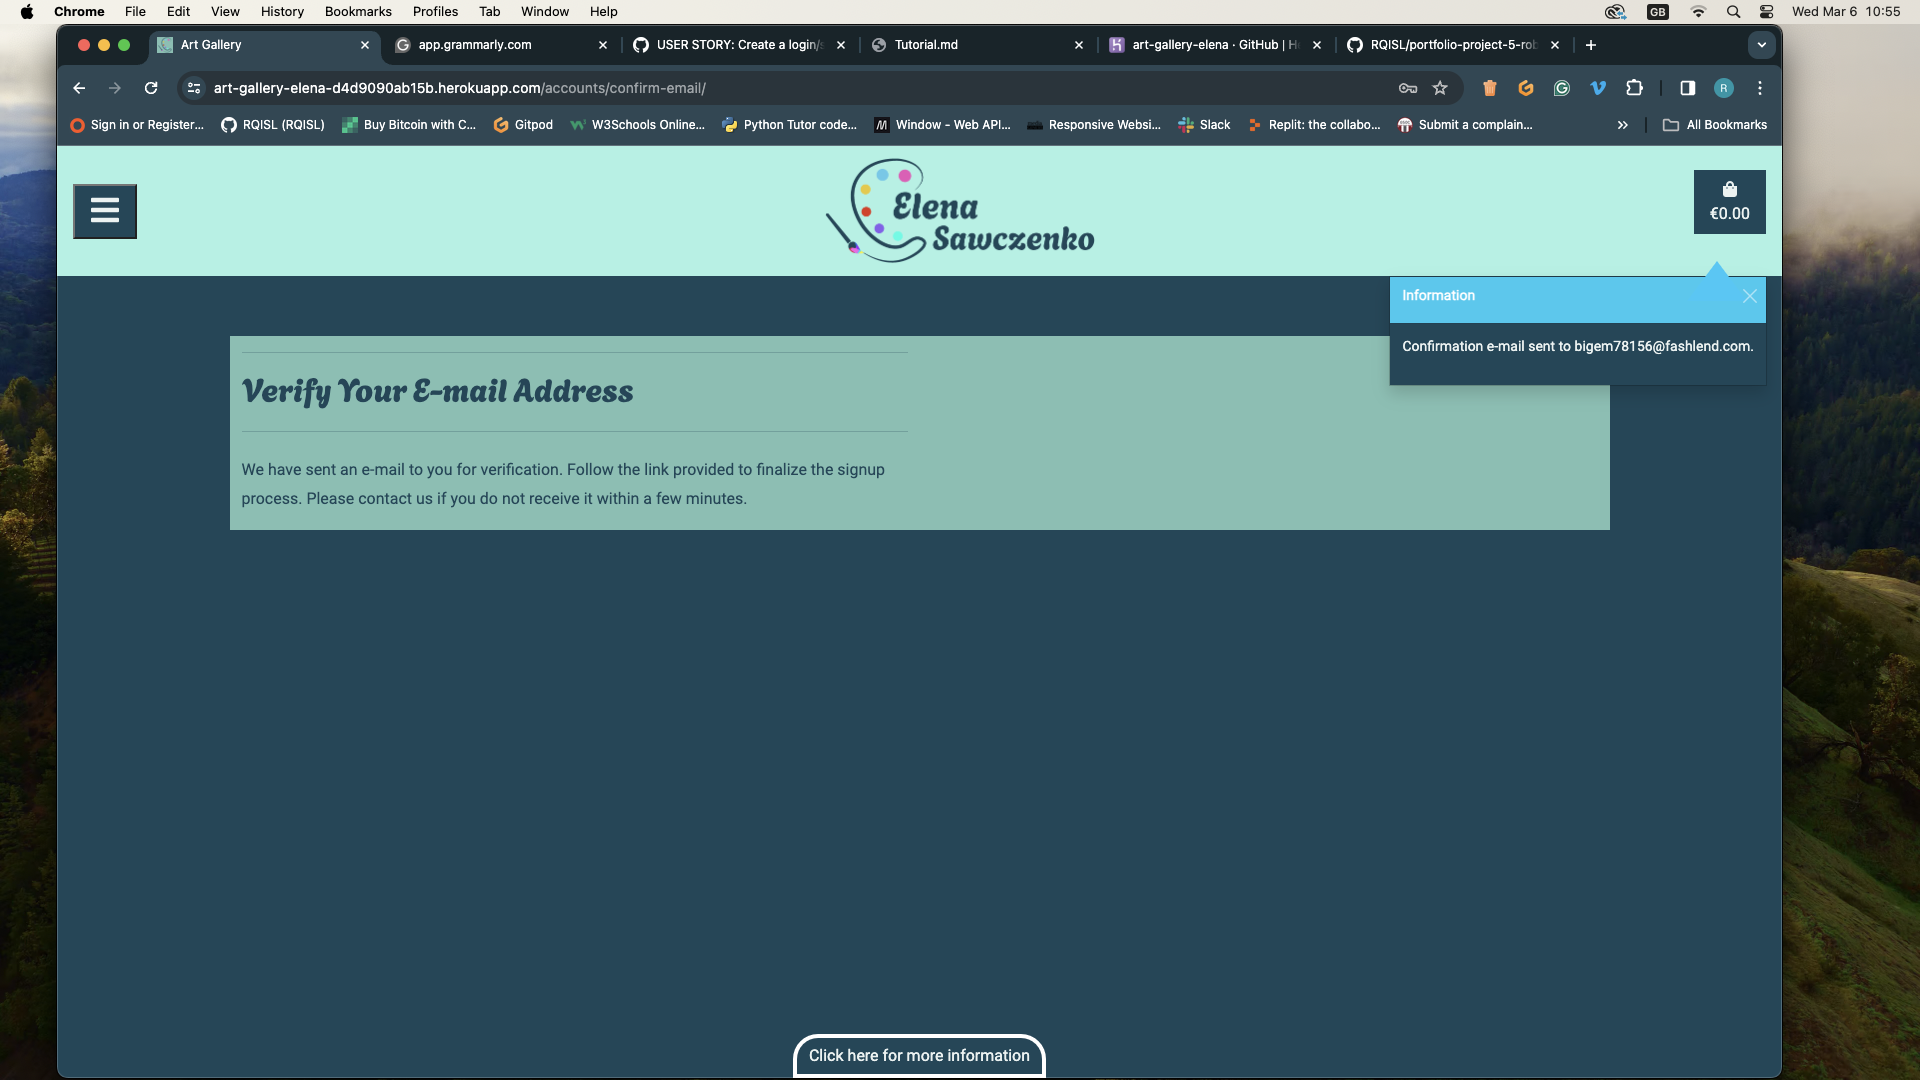 Chrome File Edit View History Bookmarks Profiles Tab Window Help GB Wed Mar 6 10:55
Art Gallery app.grammarly.com USER STORY: Create a login/s Tutorial.md art-gallery-elena · GitHub | H RQISL/portfolio-project-5-rob
art-gallery-elena-d4d9090ab15b.herokuapp.com/accounts/confirm-email/ R
Sign in or Register... RQISL (RQISL) Buy Bitcoin with C... Gitpod W3Schools Online... Python Tutor code... Window - Web API... Responsive Websi... Slack Replit: the collabo... Submit a complain... All Bookmarks
Elena
Sawczenko
€0.00
Information
Confirmation e-mail sent to bigem78156@fashlend.com.
Verify Your E-mail Address
We have sent an e-mail to you for verification. Follow the link provided to finalize the signup
process. Please contact us if you do not receive it within a few minutes.
Click here for more information